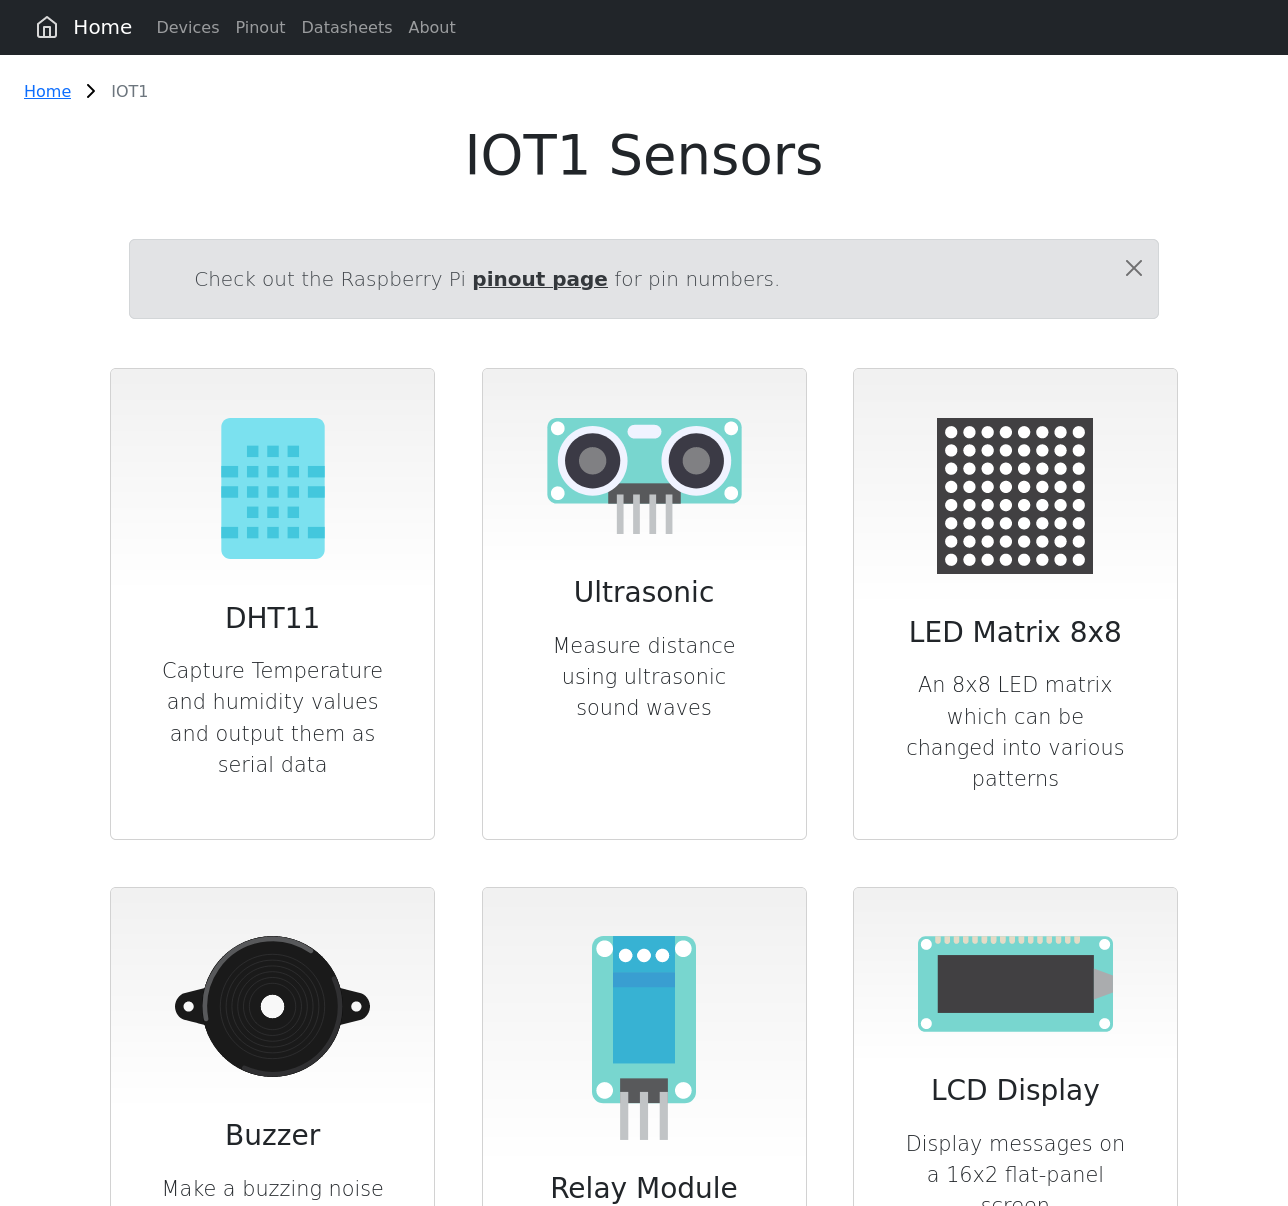 Home Devices Pinout Datasheets About
Home IOT1
IOT1 Sensors
Check out the Raspberry Pi pinout page for pin numbers.
DHT11
Capture Temperature
and humidity values
and output them as
serial data
Ultrasonic
Measure distance
using ultrasonic
sound waves
LED Matrix 8x8
An 8x8 LED matrix
which can be
changed into various
patterns
Buzzer
Make a buzzing noise
Relay Module
LCD Display
Display messages on
a 16x2 flat-panel
screen